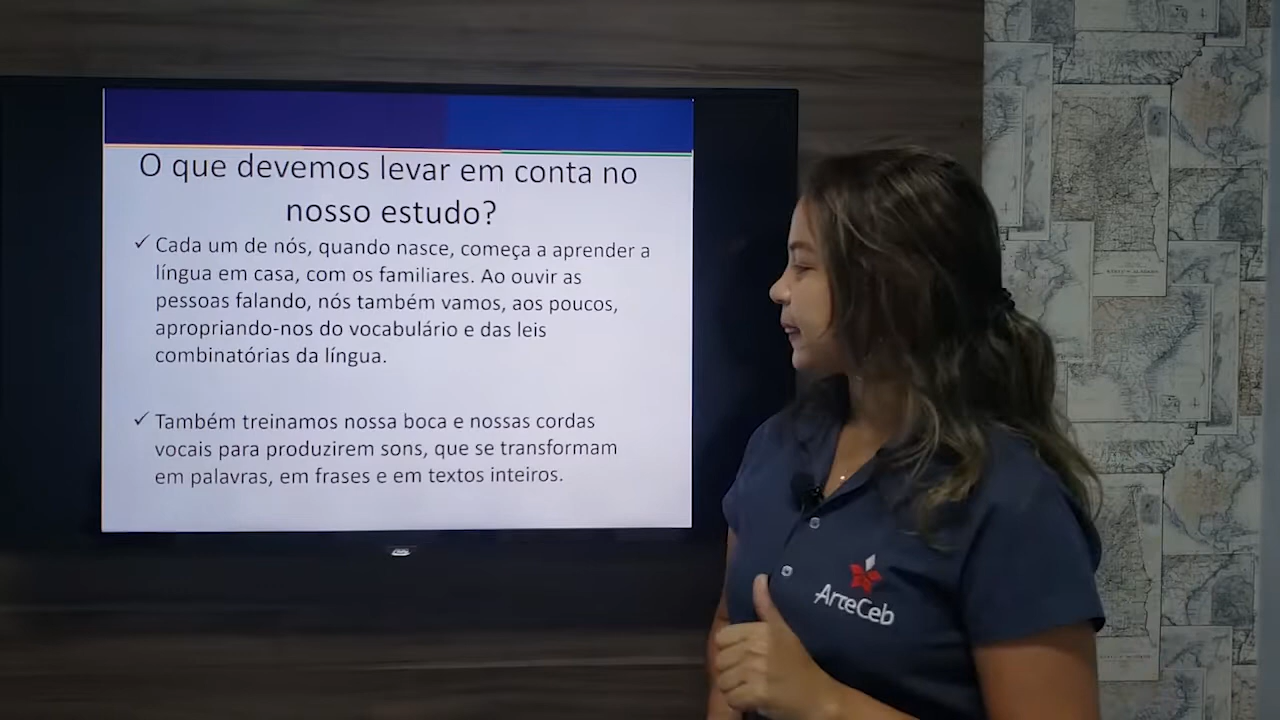 O que devemos levar em conta no
nosso estudo?
✓ Cada um de nós, quando nasce, começa a aprender a
língua em casa, com os familiares. Ao ouvir as
pessoas falando, nós também vamos, aos poucos,
apropriando-nos do vocabulário e das leis
combinatórias da língua.
✓ Também treinamos nossa boca e nossas cordas
vocais para produzirem sons, que se transformam
em palavras, em frases e em textos inteiros.
ArteCeb